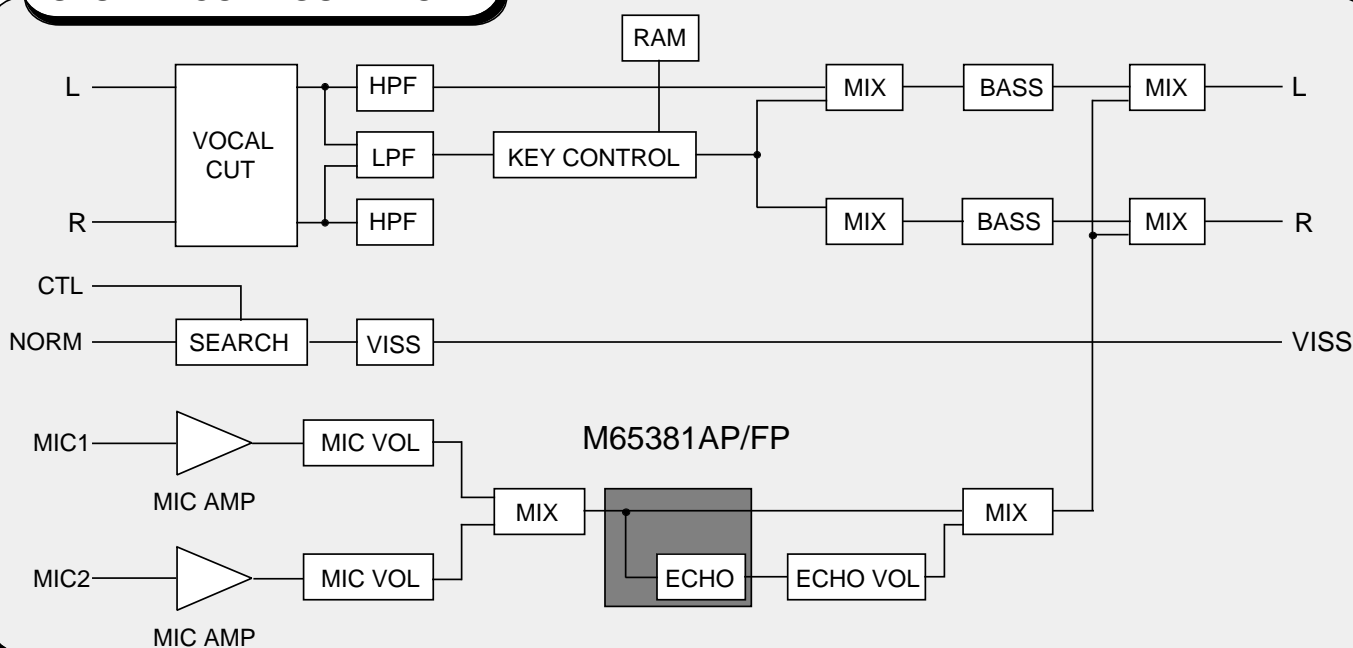 RAM
L HPF MIX BASS MIX L
VOCAL
CUT
LPF KEY CONTROL
R HPF MIX BASS MIX R
CTL
NORM SEARCH VISS VISS
MIC1 MIC VOL M65381AP/FP
MIC AMP
MIX MIX
MIC2 MIC VOL ECHO ECHO VOL
MIC AMP